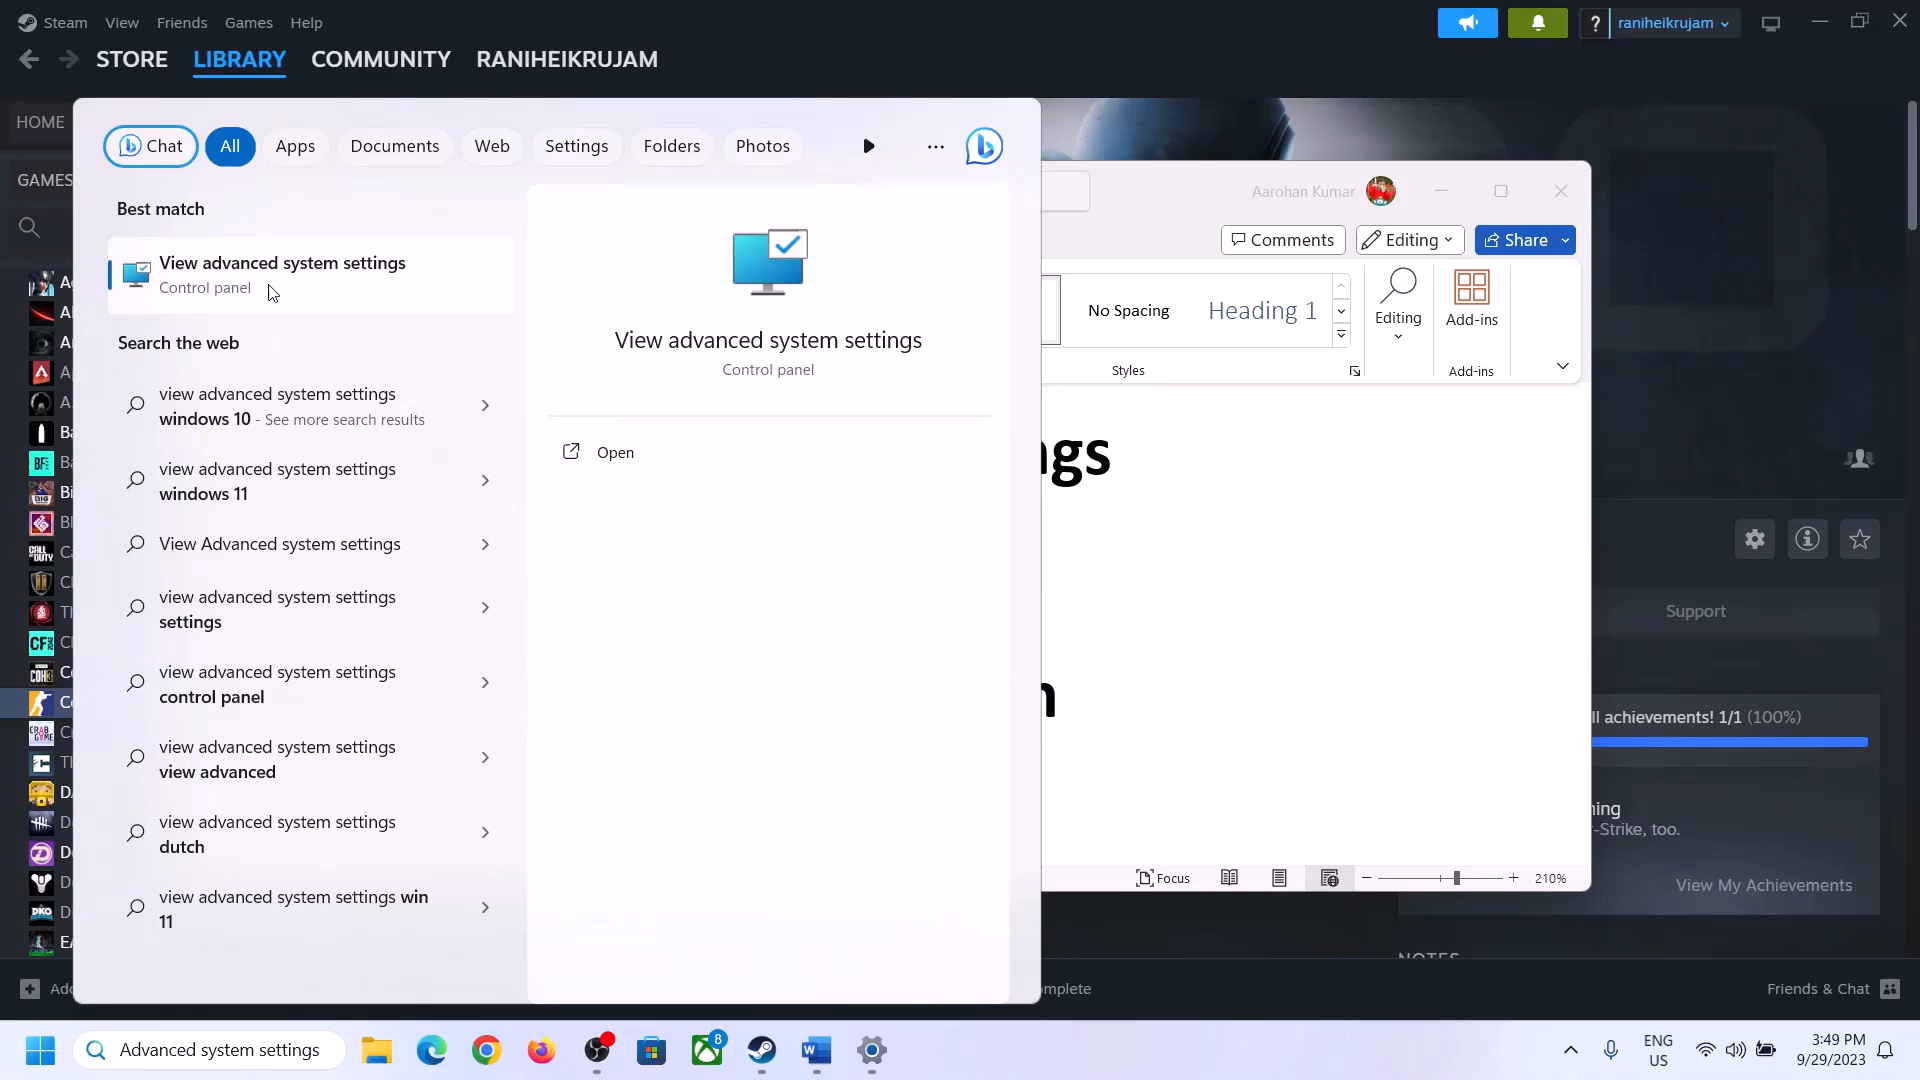 Steam View Friends Games Help
raniheikrujam
STORE LIBRARY COMMUNITY RANIHEIKRUJAM
HOME
GAMES
Chat All Apps Documents Web Settings Folders Photos
Best match
View advanced system settings
Control panel
Search the web
view advanced system settings
windows 10 - See more search results
view advanced system settings
windows 11
View Advanced system settings
view advanced system settings
settings
view advanced system settings
control panel
view advanced system settings
view advanced
view advanced system settings
dutch
view advanced system settings win
11
View advanced system settings
Control panel
Open
Aarohan Kumar
Comments Editing Share
No Spacing Heading 1
Editing
Add-ins
Styles
Add-ins
ngs
n
Focus 210%
Support
ll achievements! 1/1 (100%)
-Strike, too.
View My Achievements
Friends & Chat
Advanced system settings
8
ENG
US
3:49 PM
9/29/2023